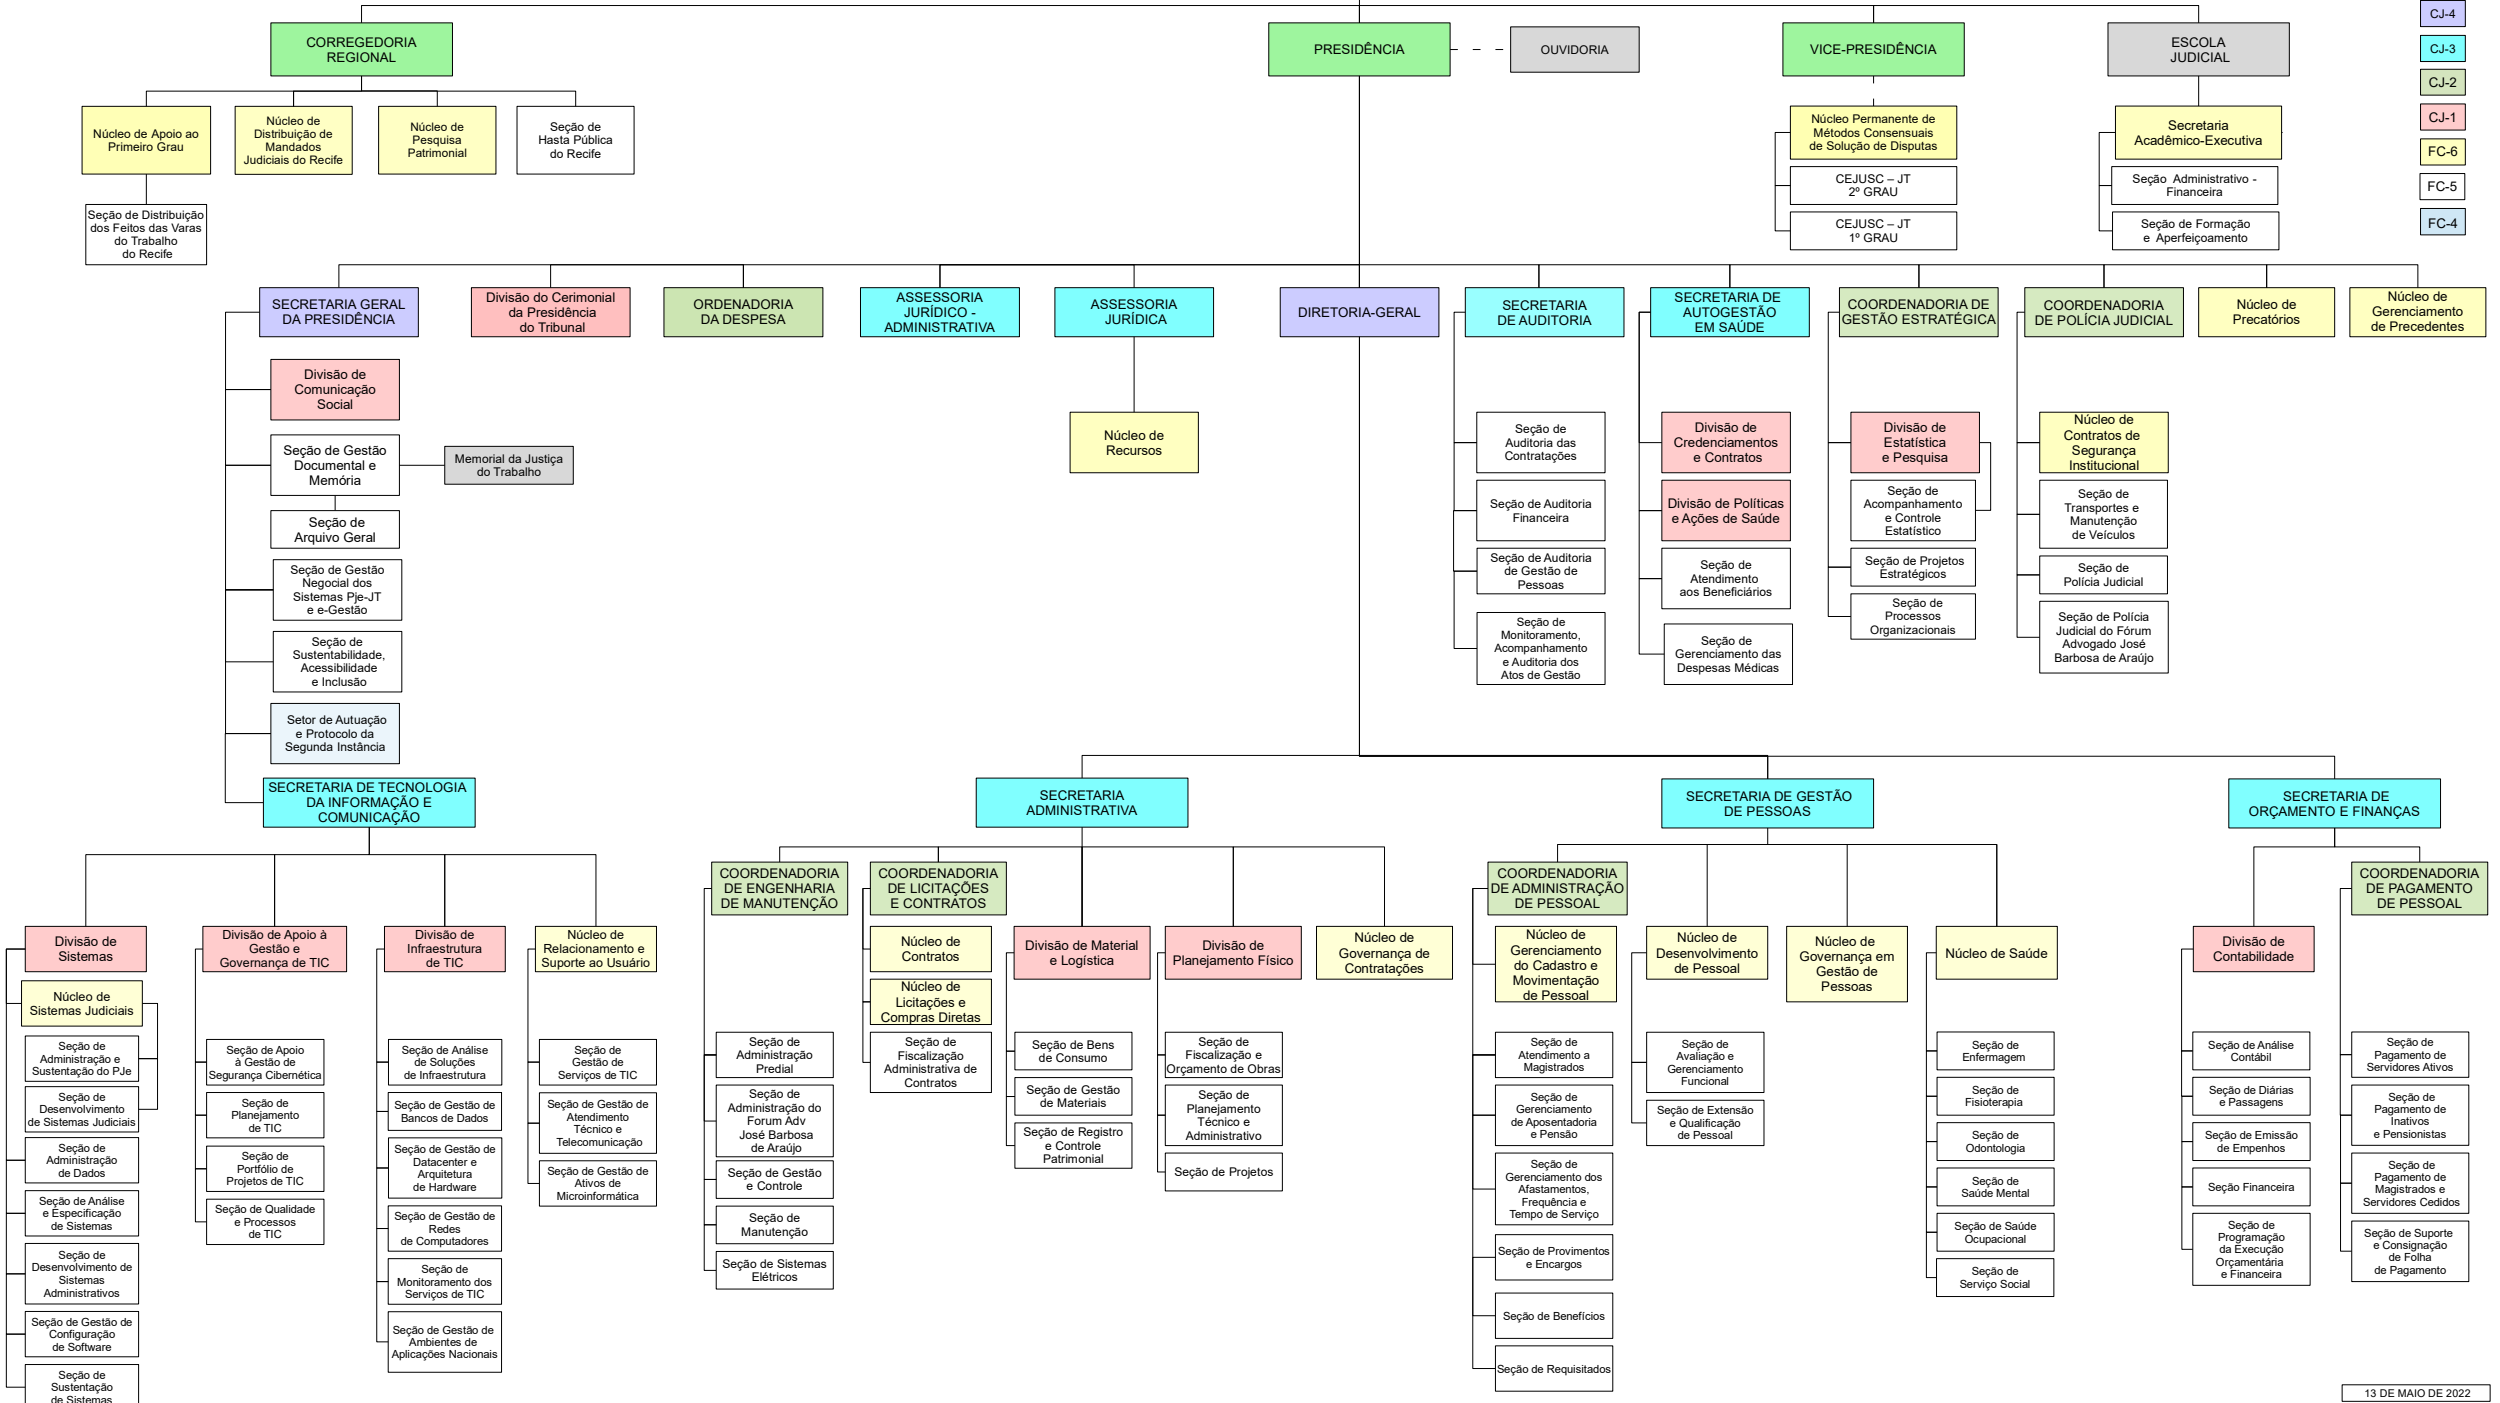 CJ-4
CORREGEDORIA
REGIONAL
PRESIDÊNCIA
OUVIDORIA
VICE-PRESIDÊNCIA
ESCOLA
JUDICIAL
CJ-3
CJ-2
CJ-1
FC-6
FC-5
FC-4
Núcleo de Apoio ao
Primeiro Grau
Núcleo de
Distribuição de
Mandados
Judiciais do Recife
Núcleo de
Pesquisa
Patrimonial
Seção de
Hasta Pública
do Recife
Núcleo Permanente de
Métodos Consensuais
de Solução de Disputas
Secretaria
Acadêmico-Executiva
CEJUSC – JT
2º GRAU
Seção Administrativo -
Financeira
Seção de Distribuição
dos Feitos das Varas
do Trabalho
do Recife
CEJUSC – JT
1º GRAU
Seção de Formação
e Aperfeiçoamento
SECRETARIA GERAL
DA PRESIDÊNCIA
Divisão do Cerimonial
da Presidência
do Tribunal
ORDENADORIA
DA DESPESA
ASSESSORIA
JURÍDICO -
ADMINISTRATIVA
ASSESSORIA
JURÍDICA
DIRETORIA-GERAL
SECRETARIA
DE AUDITORIA
SECRETARIA DE
AUTOGESTÃO
EM SAÚDE
COORDENADORIA DE
GESTÃO ESTRATÉGICA
COORDENADORIA
DE POLÍCIA JUDICIAL
Núcleo de
Precatórios
Núcleo de
Gerenciamento
de Precedentes
Divisão de
Comunicação
Social
Seção de Gestão
Documental e
Memória
Memorial da Justiça
do Trabalho
Seção de
Arquivo Geral
Seção de Gestão
Negocial dos
Sistemas Pje-JT
e e-Gestão
Seção de
Sustentabilidade,
Acessibilidade
e Inclusão
Setor de Autuação
e Protocolo da
Segunda Instância
Núcleo de
Recursos
Seção de
Auditoria das
Contratações
Seção de Auditoria
Financeira
Seção de Auditoria
de Gestão de
Pessoas
Seção de
Monitoramento,
Acompanhamento
e Auditoria dos
Atos de Gestão
Divisão de
Credenciamentos
e Contratos
Divisão de Políticas
e Ações de Saúde
Seção de
Atendimento
aos Beneficiários
Seção de
Gerenciamento das
Despesas Médicas
Divisão de
Estatística
e Pesquisa
Seção de
Acompanhamento
e Controle
Estatístico
Seção de Projetos
Estratégicos
Seção de
Processos
Organizacionais
Núcleo de
Contratos de
Segurança
Institucional
Seção de
Transportes e
Manutenção
de Veículos
Seção de
Polícia Judicial
Seção de Polícia
Judicial do Fórum
Advogado José
Barbosa de Araújo
SECRETARIA DE TECNOLOGIA
DA INFORMAÇÃO E
COMUNICAÇÃO
SECRETARIA
ADMINISTRATIVA
SECRETARIA DE GESTÃO
DE PESSOAS
SECRETARIA DE
ORÇAMENTO E FINANÇAS
Divisão de
Sistemas
Núcleo de
Sistemas Judiciais
Seção de
Administração e
Sustentação do PJe
Seção de
Desenvolvimento
de Sistemas Judiciais
Seção de
Administração
de Dados
Seção de Análise
e Especificação
de Sistemas
Seção de
Desenvolvimento de
Sistemas
Administrativos
Seção de Gestão de
Configuração
de Software
Seção de
Sustentação
de Sistemas
Divisão de Apoio à
Gestão e
Governança de TIC
Seção de Apoio
à Gestão de
Segurança Cibernética
Seção de
Planejamento
de TIC
Seção de
Portfólio de
Projetos de TIC
Seção de Qualidade
e Processos
de TIC
Divisão de
Infraestrutura
de TIC
Seção de Análise
de Soluções
de Infraestrutura
Seção de Gestão de
Bancos de Dados
Seção de Gestão de
Datacenter e
Arquitetura
de Hardware
Seção de Gestão de
Redes
de Computadores
Seção de
Monitoramento dos
Serviços de TIC
Seção de Gestão de
Ambientes de
Aplicações Nacionais
Núcleo de
Relacionamento e
Suporte ao Usuário
Seção de
Gestão de
Serviços de TIC
Seção de Gestão de
Atendimento
Técnico e
Telecomunicação
Seção de Gestão de
Ativos de
Microinformática
COORDENADORIA
DE ENGENHARIA
DE MANUTENÇÃO
Seção de
Administração
Predial
Seção de
Administração do
Forum Adv
José Barbosa
de Araújo
Seção de Gestão
e Controle
Seção de
Manutenção
Seção de Sistemas
Elétricos
COORDENADORIA
DE LICITAÇÕES
E CONTRATOS
Núcleo de
Contratos
Núcleo de
Licitações e
Compras Diretas
Seção de
Fiscalização
Administrativa de
Contratos
Divisão de Material
e Logística
Seção de Bens
de Consumo
Seção de Gestão
de Materiais
Seção de Registro
e Controle
Patrimonial
Divisão de
Planejamento Físico
Seção de
Fiscalização e
Orçamento de Obras
Seção de
Planejamento
Técnico e
Administrativo
Seção de Projetos
Núcleo de
Governança de
Contratações
COORDENADORIA
DE ADMINISTRAÇÃO
DE PESSOAL
Núcleo de
Gerenciamento
do Cadastro e
Movimentação
de Pessoal
Seção de
Atendimento a
Magistrados
Seção de
Gerenciamento
de Aposentadoria
e Pensão
Seção de
Gerenciamento dos
Afastamentos,
Frequência e
Tempo de Serviço
Seção de Provimentos
e Encargos
Seção de Benefícios
Seção de Requisitados
Núcleo de
Desenvolvimento
de Pessoal
Seção de
Avaliação e
Gerenciamento
Funcional
Seção de Extensão
e Qualificação
de Pessoal
Núcleo de
Governança em
Gestão de
Pessoas
Núcleo de Saúde
Seção de
Enfermagem
Seção de
Fisioterapia
Seção de
Odontologia
Seção de
Saúde Mental
Seção de Saúde
Ocupacional
Seção de
Serviço Social
Divisão de
Contabilidade
Seção de Análise
Contábil
Seção de Diárias
e Passagens
Seção de Emissão
de Empenhos
Seção Financeira
Seção de
Programação
da Execução
Orçamentária
e Financeira
COORDENADORIA
DE PAGAMENTO
DE PESSOAL
Seção de
Pagamento de
Servidores Ativos
Seção de
Pagamento de
Inativos
e Pensionistas
Seção de
Pagamento de
Magistrados e
Servidores Cedidos
Seção de Suporte
e Consignação
de Folha
de Pagamento
13 DE MAIO DE 2022